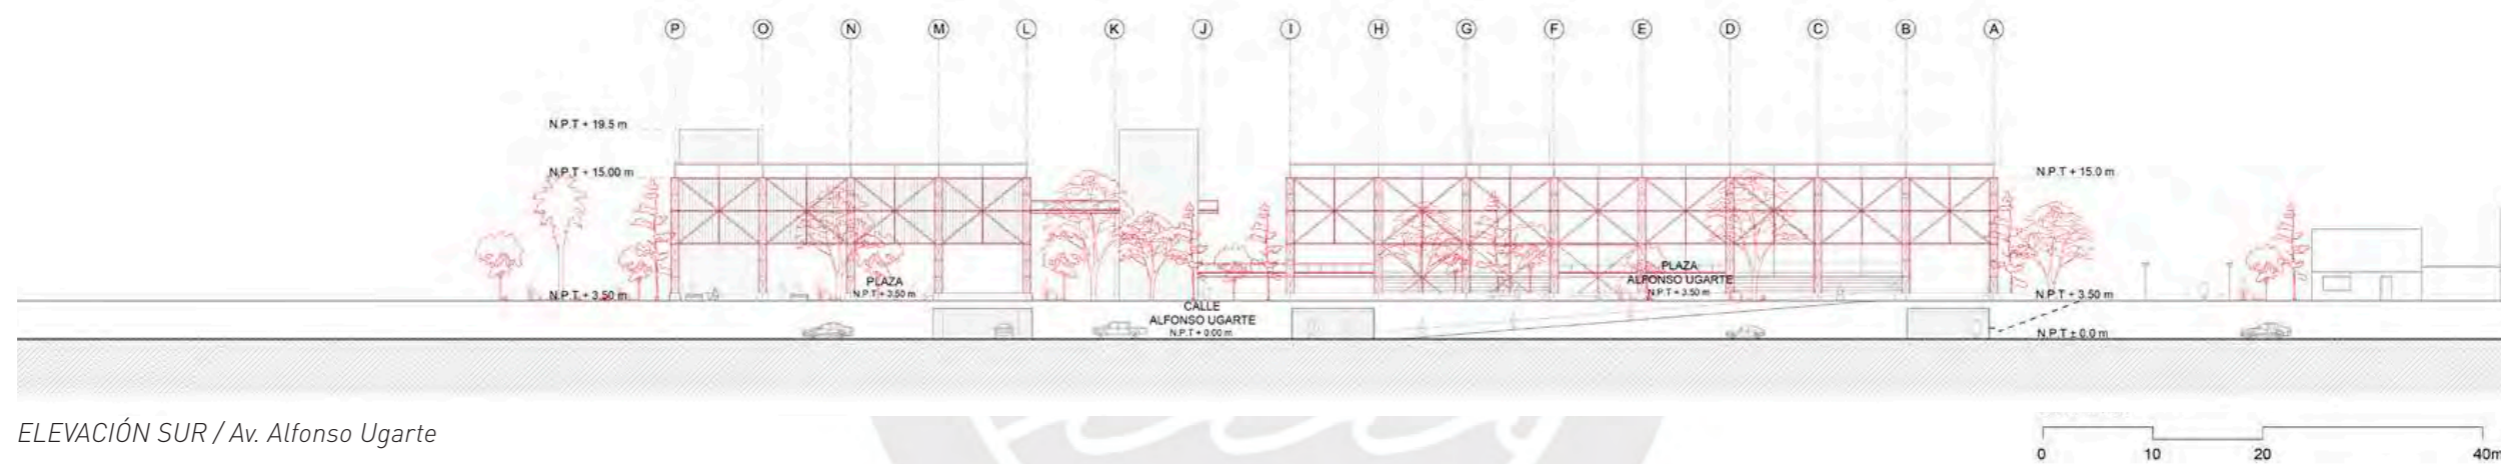 P O N M L K J I H G F E D C B A
N.P.T + 19.5 m
N.P.T + 15.00 m
N.P.T + 15.0 m
PLAZA
N.P.T + 3.50 m
PLAZA
ALFONSO UGARTE
N.P.T + 3.50 m
N.P.T. + 3.50 m
N.P.T + 3.50 m
CALLE
ALFONSO UGARTE
N.P.T + 0.00 m
N.P.T ± 0.0 m
ELEVACIÓN SUR / Av. Alfonso Ugarte
0 10 20 40m